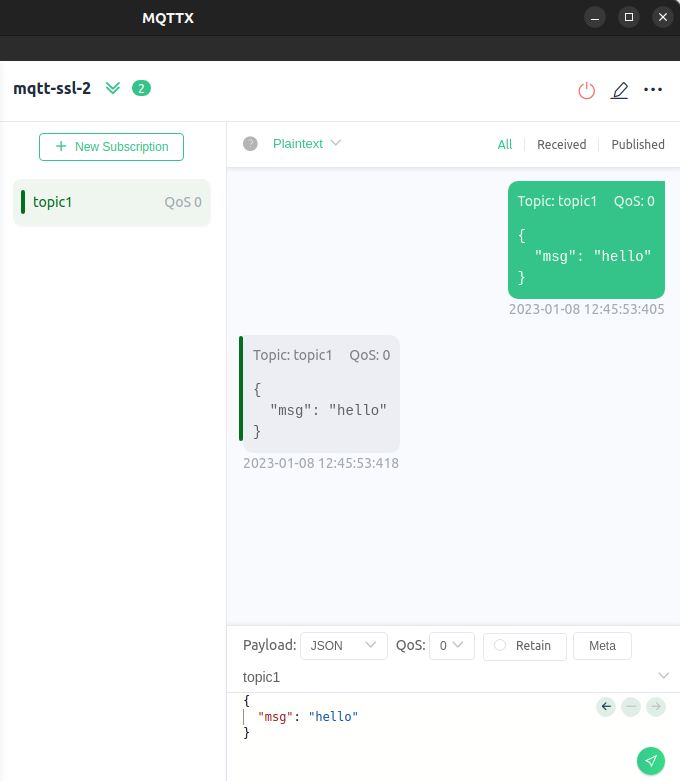 MQTTX
mqtt-ssl-2 2
New Subscription
? Plaintext All Received Published
topic1 QoS 0
Topic: topic1 QoS: 0
{
"msg": "hello"
}
2023-01-08 12:45:53:405
Topic: topic1 QoS: 0
{
"msg": "hello"
}
2023-01-08 12:45:53:418
Payload: JSON QoS: 0 Retain Meta
topic1
{
"msg": "hello"
}